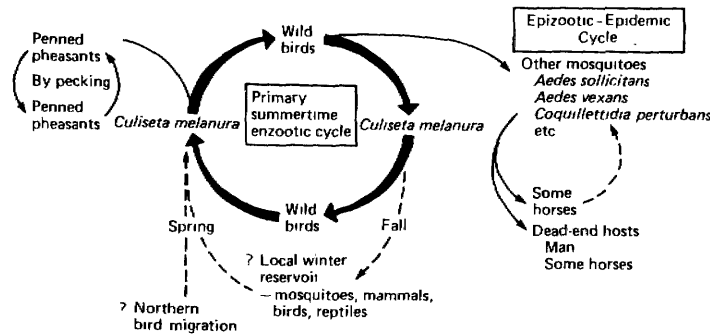 Penned
pheasants
By pecking
Penned
pheasants
Wild
birds
Primary
summertime
enzootic cycle
Culiseta melanura
Culiseta melanura
Wild
birds
Spring
Fall
? Local winter
reservoir
– mosquitoes, mammals,
birds, reptiles
? Northern
bird migration
Epizootic-Epidemic
Cycle
Other mosquitoes
Aedes sollicitans
Aedes vexans
Coquillettidia perturbans
etc
Some
horses
Dead-end hosts
Man
Some horses